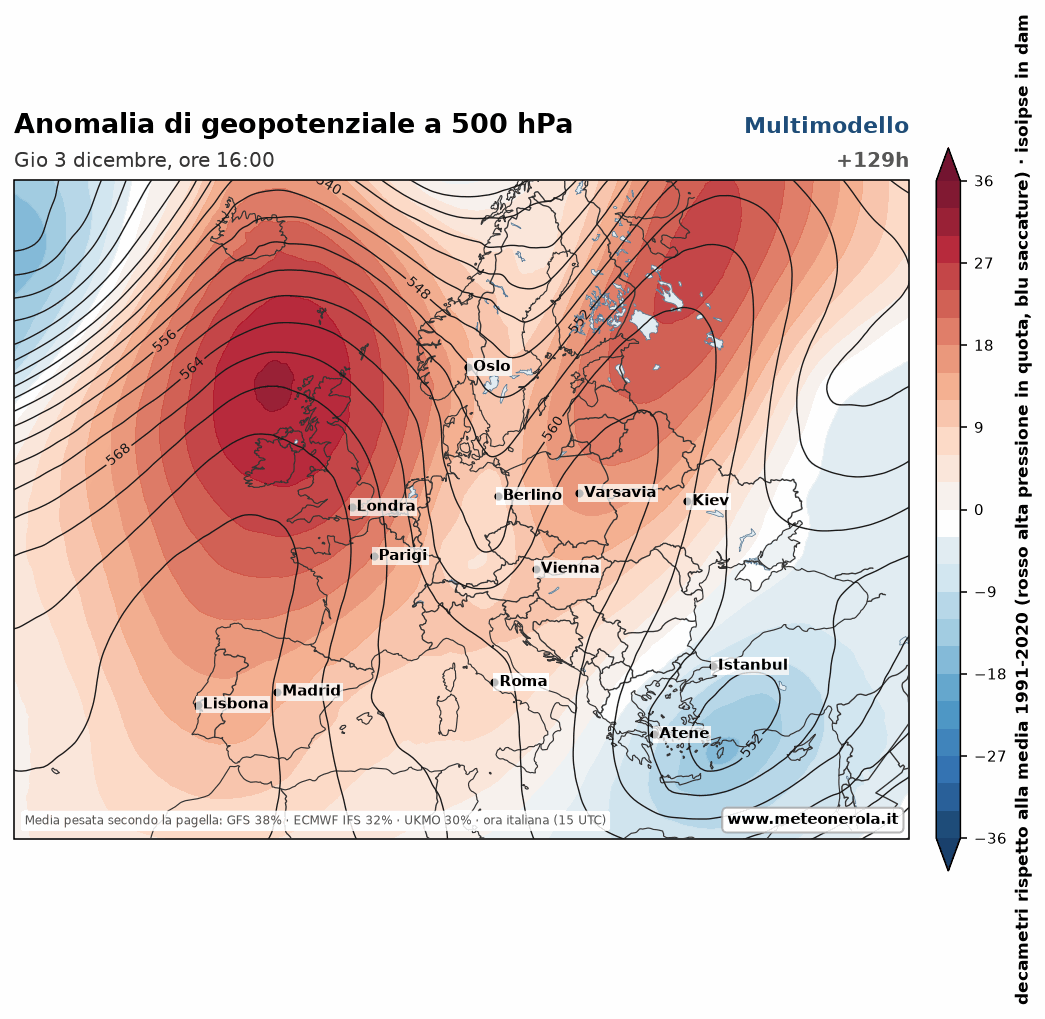 Anomalia di geopotenziale a 500 hPa
Multimodello
Gio 3 dicembre, ore 16:00
+129h
540
548
556
564
552
568
560
Oslo
Londra
Berlino
Varsavia
Kiev
Parigi
Vienna
Istanbul
Roma
Madrid
Lisbona
Atene
552
Media pesata secondo la pagella: GFS 38% · ECMWF IFS 32% · UKMO 30% · ora italiana (15 UTC)
www.meteonerola.it
36
27
18
9
0
−9
−18
−27
−36
decametri rispetto alla media 1991-2020 (rosso alta pressione in quota, blu saccature) · isoipse in dam